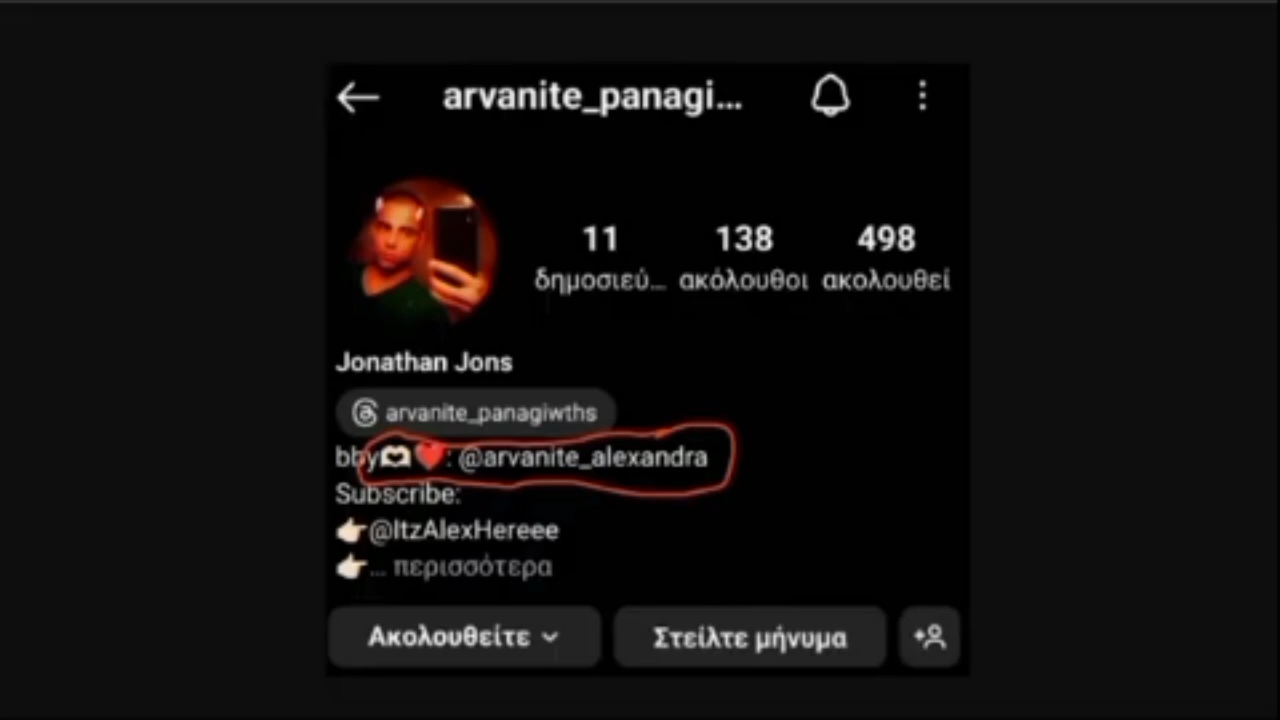 arvanite_panagi...
11 138 498
δημοσιεύ... ακόλουθοι ακολουθεί
Jonathan Jons
arvanite_panagiwths
bby🫶❤️: @arvanite_alexandra
Subscribe:
👉🏻@ItzAlexHereee
👉🏻... περισσότερα
Ακολουθείτε Στείλτε μήνυμα